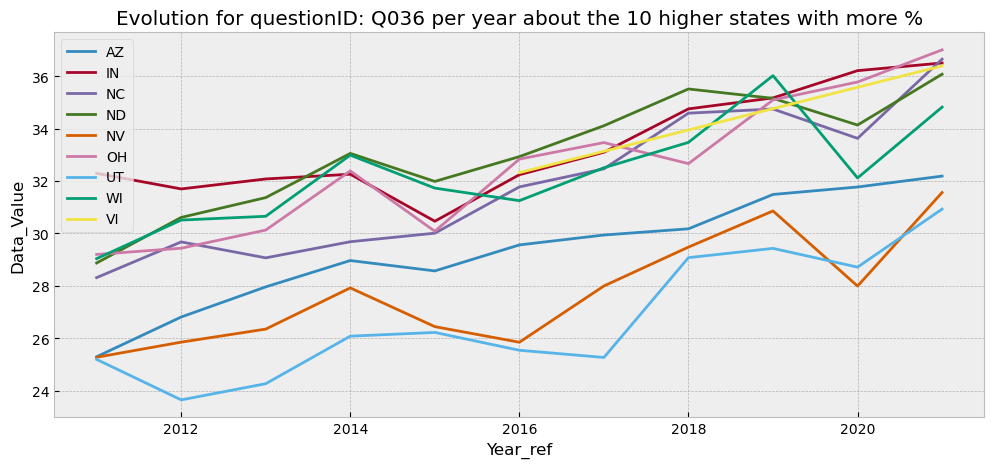 Evolution for questionID: Q036 per year about the 10 higher states with more %
AZ
IN
NC
ND
NV
OH
UT
WI
VI
36
34
32
30
28
26
24
Data_Value
2012 2014 2016 2018 2020
Year_ref